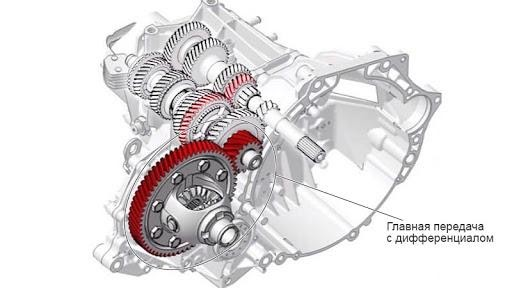 Главная передача
с дифференциалом